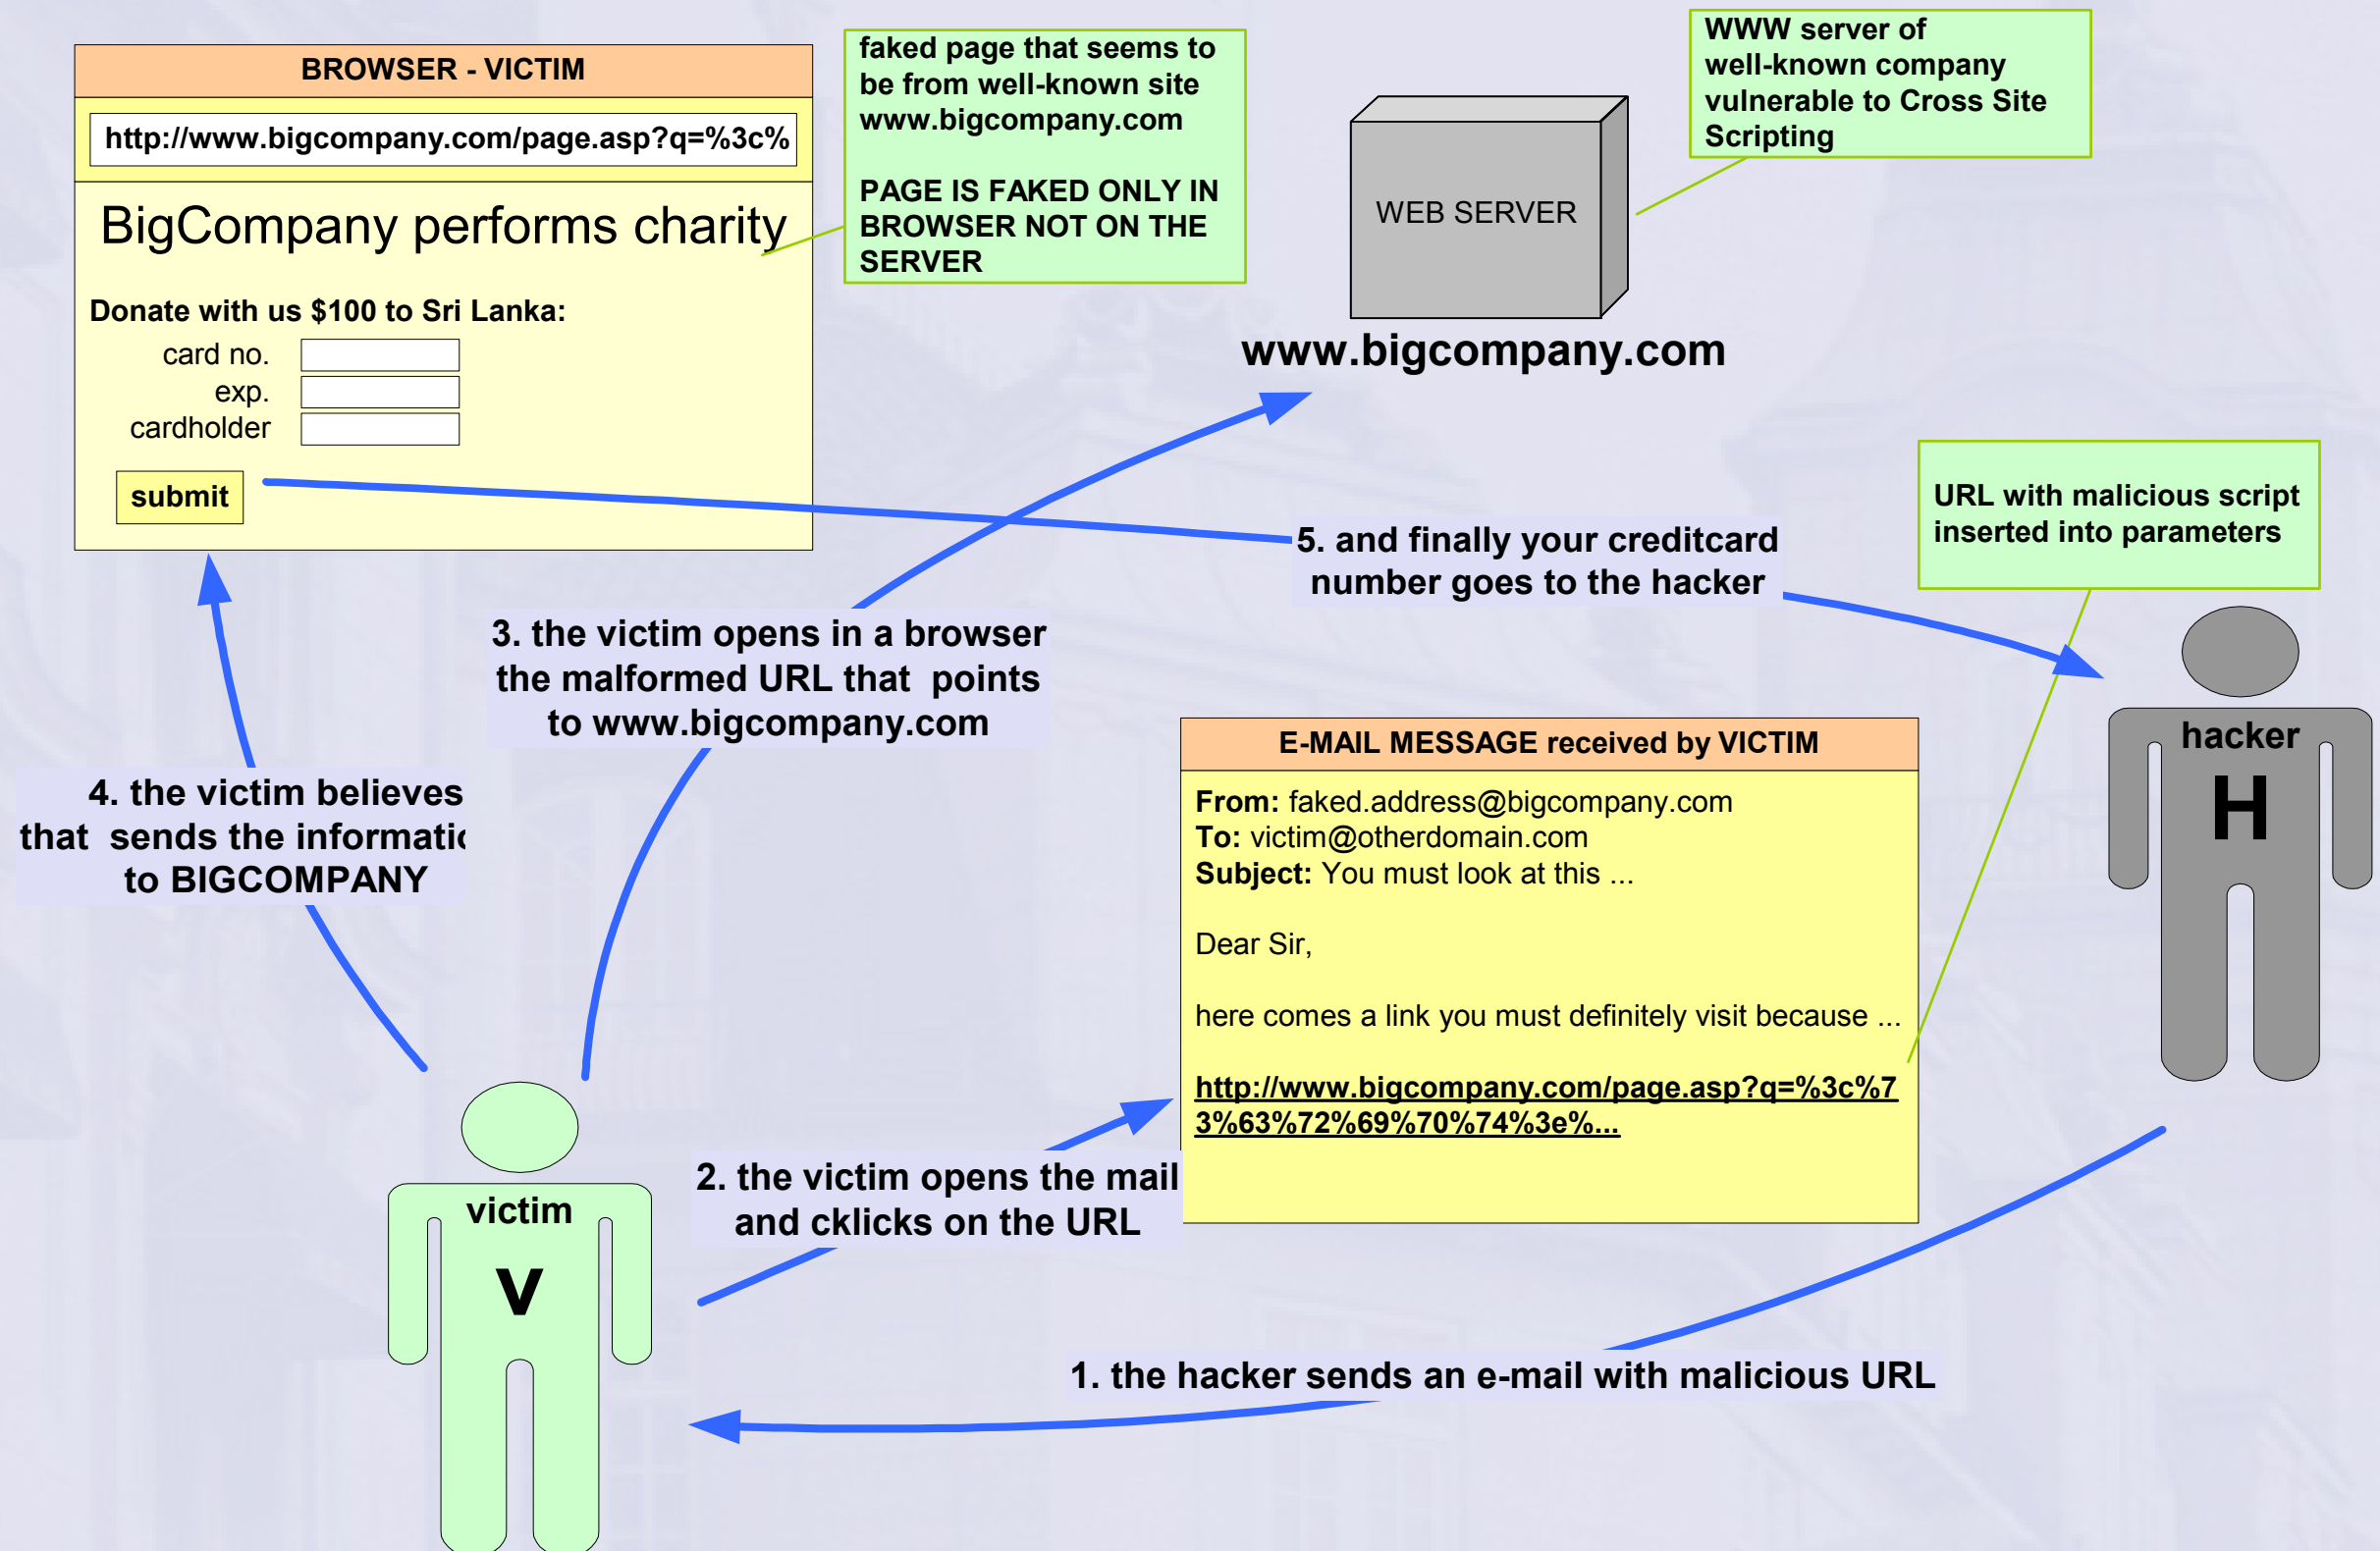 BROWSER - VICTIM
http://www.bigcompany.com/page.asp?q=%3c%
BigCompany performs charity
Donate with us $100 to Sri Lanka:
card no.
exp.
cardholder
submit
faked page that seems to
be from well-known site
www.bigcompany.com
PAGE IS FAKED ONLY IN
BROWSER NOT ON THE
SERVER
WEB SERVER
www.bigcompany.com
WWW server of
well-known company
vulnerable to Cross Site
Scripting
5. and finally your creditcard
number goes to the hacker
URL with malicious script
inserted into parameters
3. the victim opens in a browser
the malformed URL that  points
to www.bigcompany.com
4. the victim believes
that  sends the informatic
to BIGCOMPANY
E-MAIL MESSAGE received by VICTIM
From: faked.address@bigcompany.com
To: victim@otherdomain.com
Subject: You must look at this ...
Dear Sir,
here comes a link you must definitely visit because ...
http://www.bigcompany.com/page.asp?q=%3c%7
3%63%72%69%70%74%3e%...
hacker
H
2. the victim opens the mail
and cklicks on the URL
victim
V
1. the hacker sends an e-mail with malicious URL